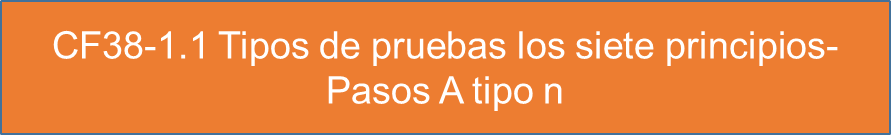 CF38-1.1 Tipos de pruebas los siete principios-
Pasos A tipo n